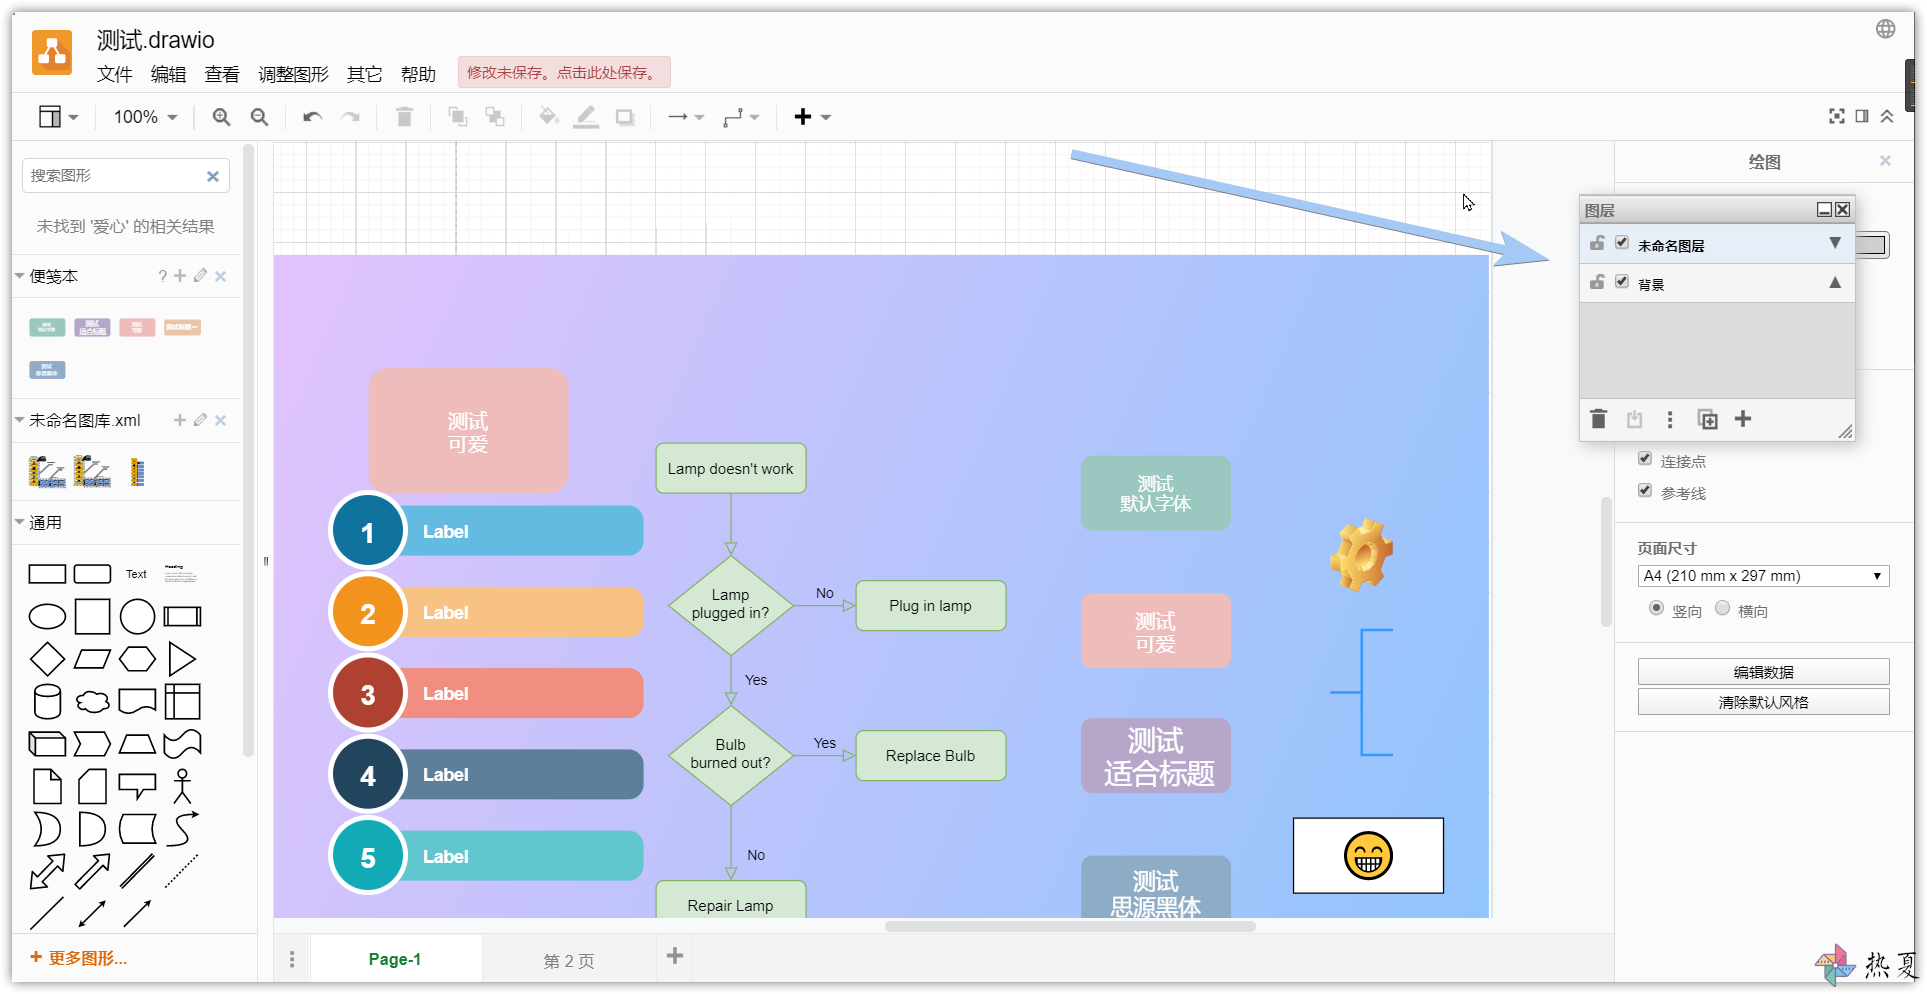 测试.drawio
文件 编辑 查看 调整图形 其它 帮助
修改未保存。点击此处保存。
100%
搜索图形
未找到 '爱心' 的相关结果
便笺本
?
测试
适合标题
未命名图库.xml
通用
Text
Heading
更多图形...
测试
可爱
1
Label
2
Label
3
Label
4
Label
5
Label
Lamp doesn't work
Lamp
plugged in?
No
Plug in lamp
Yes
Bulb
burned out?
Yes
Replace Bulb
No
Repair Lamp
测试
默认字体
测试
可爱
测试
适合标题
测试
思源黑体
Page-1
第 2 页
绘图
图层
未命名图层
背景
连接点
参考线
页面尺寸
A4 (210 mm x 297 mm)
竖向 横向
编辑数据
清除默认风格
热夏